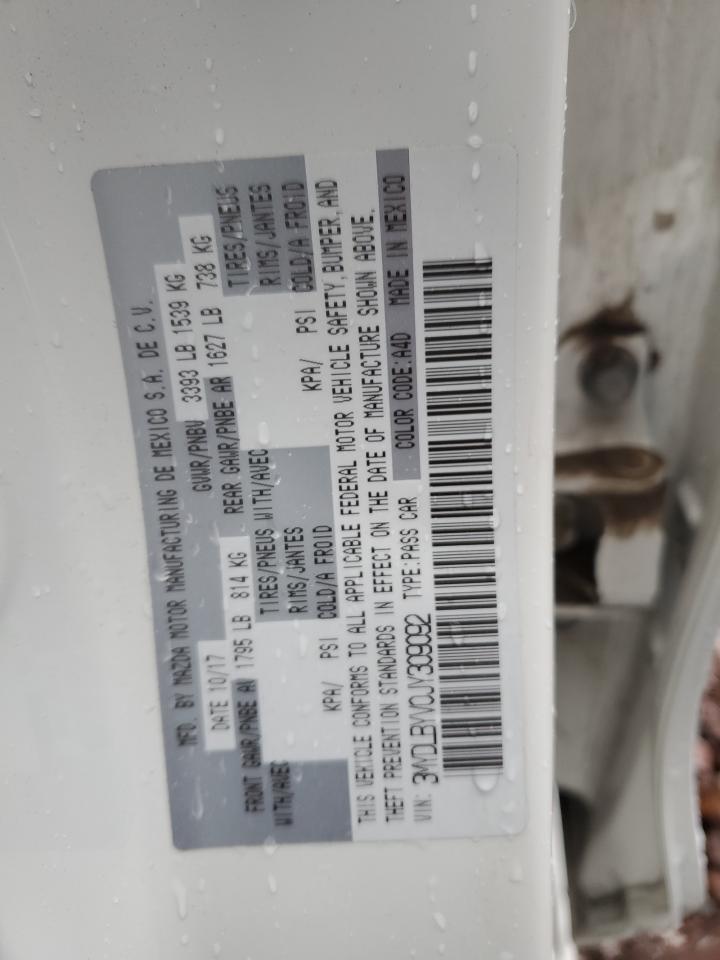 MFD. BY MAZDA MOTOR MANUFACTURING DE MEXICO S.A. DE C.V.
DATE 10/17 GVWR/PNBV 3393 LB 1539 KG
FRONT GAWR/PNBE AV 1795 LB 814 KG REAR GAWR/PNBE AR 1627 LB 738 KG
WITH/AVEC TIRES/PNEUS WITH/AVEC TIRES/PNEUS
RIMS/JANTES RIMS/JANTES
KPA/ PSI COLD/A FROID KPA/ PSI COLD/A FROID
THIS VEHICLE CONFORMS TO ALL APPLICABLE FEDERAL MOTOR VEHICLE SAFETY, BUMPER, AND
THEFT PREVENTION STANDARDS IN EFFECT ON THE DATE OF MANUFACTURE SHOWN ABOVE.
VIN: 3MYDLBYV0JY309092 TYPE:PASS CAR COLOR CODE:A4D MADE IN MEXICO